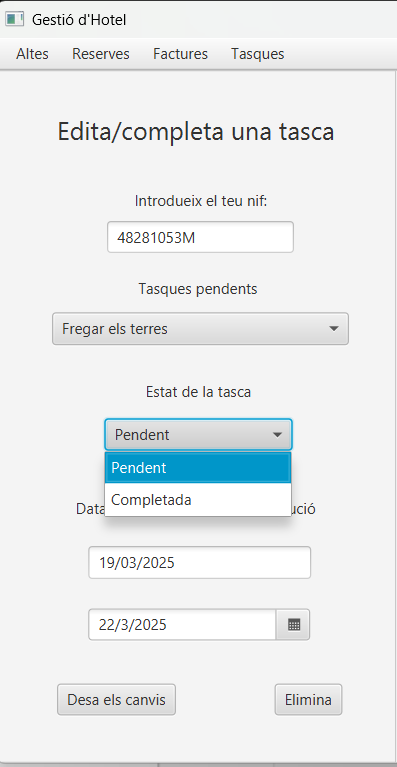 Gestió d'Hotel
Altes Reserves Factures Tasques
Edita/completa una tasca
Introdueix el teu nif:
48281053M
Tasques pendents
Fregar els terres
Estat de la tasca
Pendent
Pendent
Completada
Data ució
19/03/2025
22/3/2025
Desa els canvis Elimina